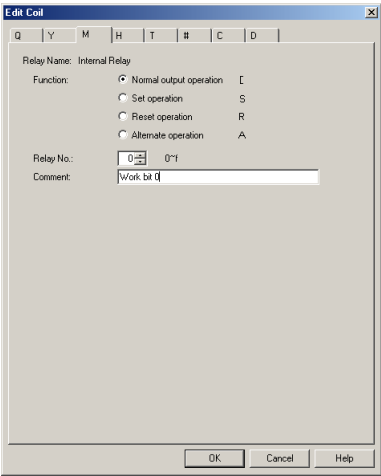 Edit Coil
Q Y M H T # C D
Relay Name: Internal Relay
Function: Normal output operation [
Set operation S
Reset operation R
Alternate operation A
Relay No.: 0 0~f
Comment: Work bit 0
OK Cancel Help